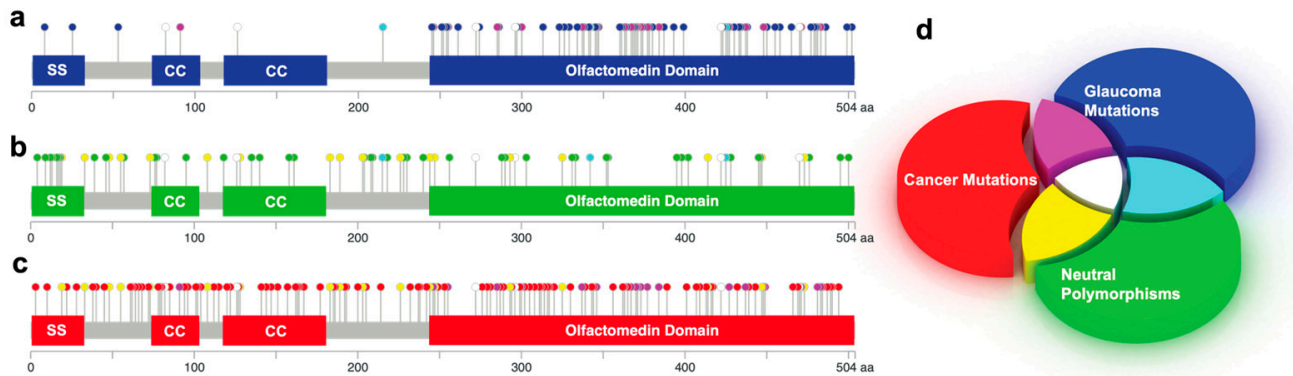 a
SS
CC
CC
Olfactomedin Domain
0
100
200
300
400
504 aa
b
SS
CC
CC
Olfactomedin Domain
0
100
200
300
400
504 aa
c
SS
CC
CC
Olfactomedin Domain
0
100
200
300
400
504 aa
d
Glaucoma
Mutations
Cancer Mutations
Neutral
Polymorphisms